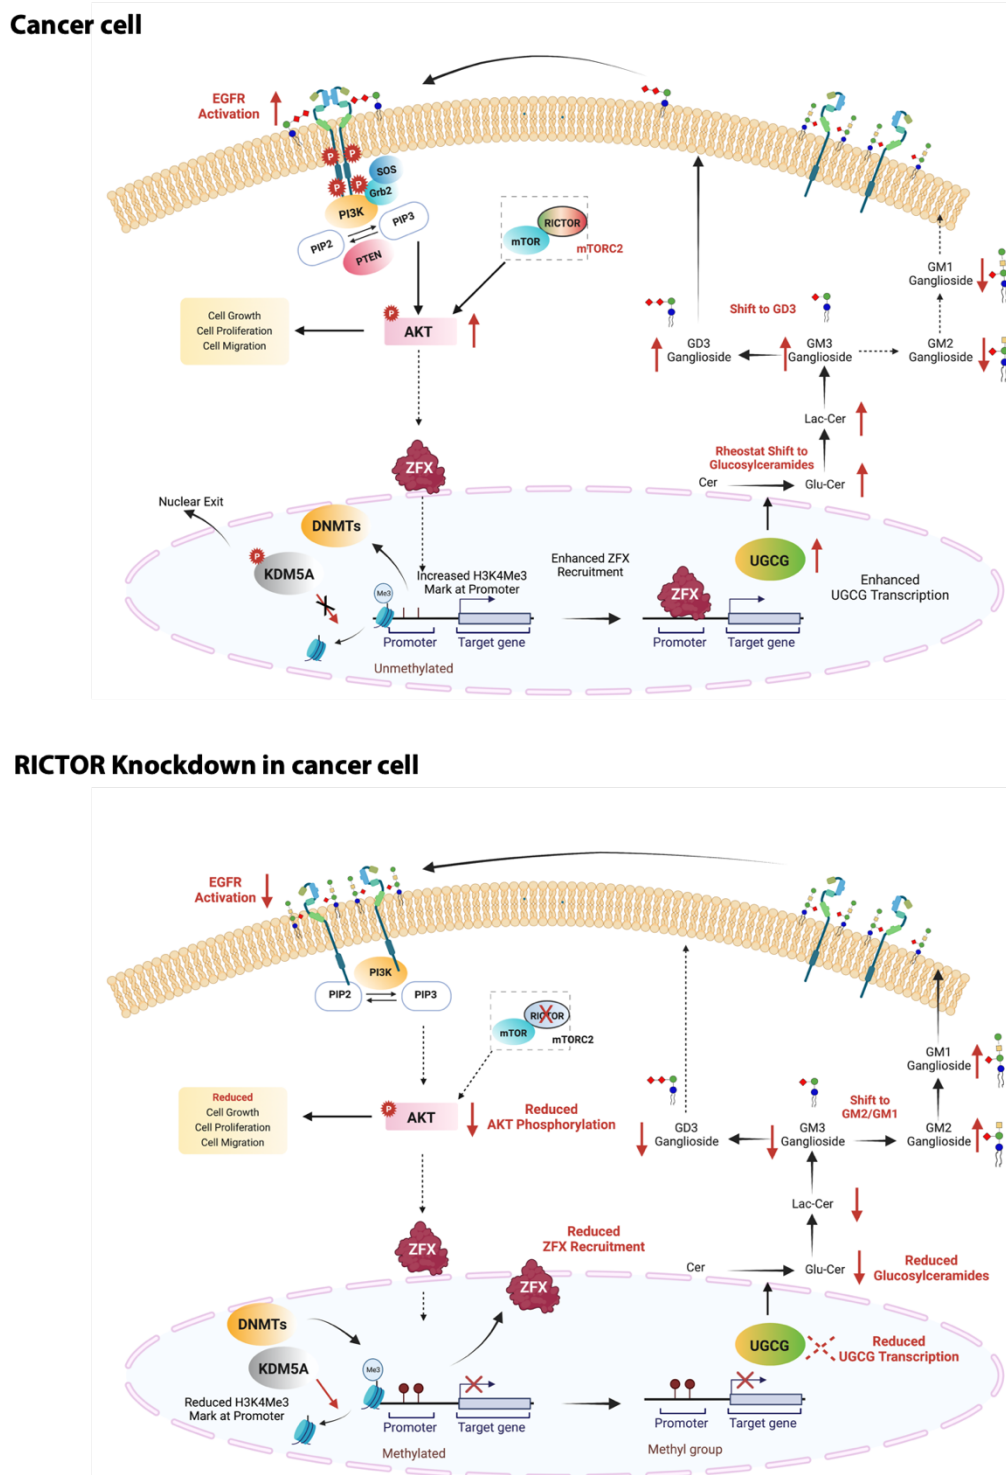 Cancer cell
EGFR
Activation
P
P
P
P
SOS
Grb2
PI3K
PIP3
PIP2
PTEN
RICTOR
mTOR
mTORC2
P
AKT
Cell Growth
Cell Proliferation
Cell Migration
GM1
Ganglioside
Shift to GD3
GD3
Ganglioside
GM3
Ganglioside
GM2
Ganglioside
Lac-Cer
Rheostat Shift to
Glucosylceramides
Cer
Glu-Cer
ZFX
Nuclear Exit
DNMTs
P
KDM5A
Me3
Increased H3K4Me3
Mark at Promoter
Enhanced ZFX
Recruitment
UGCG
ZFX
Enhanced
UGCG Transcription
Promoter
Target gene
Promoter
Target gene
Unmethylated
RICTOR Knockdown in cancer cell
EGFR
Activation
PI3K
PIP2
PIP3
RICTOR
mTOR
mTORC2
Reduced
Cell Growth
Cell Proliferation
Cell Migration
P
AKT
Reduced
AKT Phosphorylation
GM1
Ganglioside
Shift to
GM2/GM1
GD3
Ganglioside
GM3
Ganglioside
GM2
Ganglioside
Lac-Cer
ZFX
Reduced
ZFX Recruitment
ZFX
Cer
Glu-Cer
Reduced
Glucosylceramides
DNMTs
KDM5A
Me3
UGCG
Reduced
UGCG Transcription
Reduced H3K4Me3
Mark at Promoter
Promoter
Target gene
Promoter
Target gene
Methylated
Methyl group